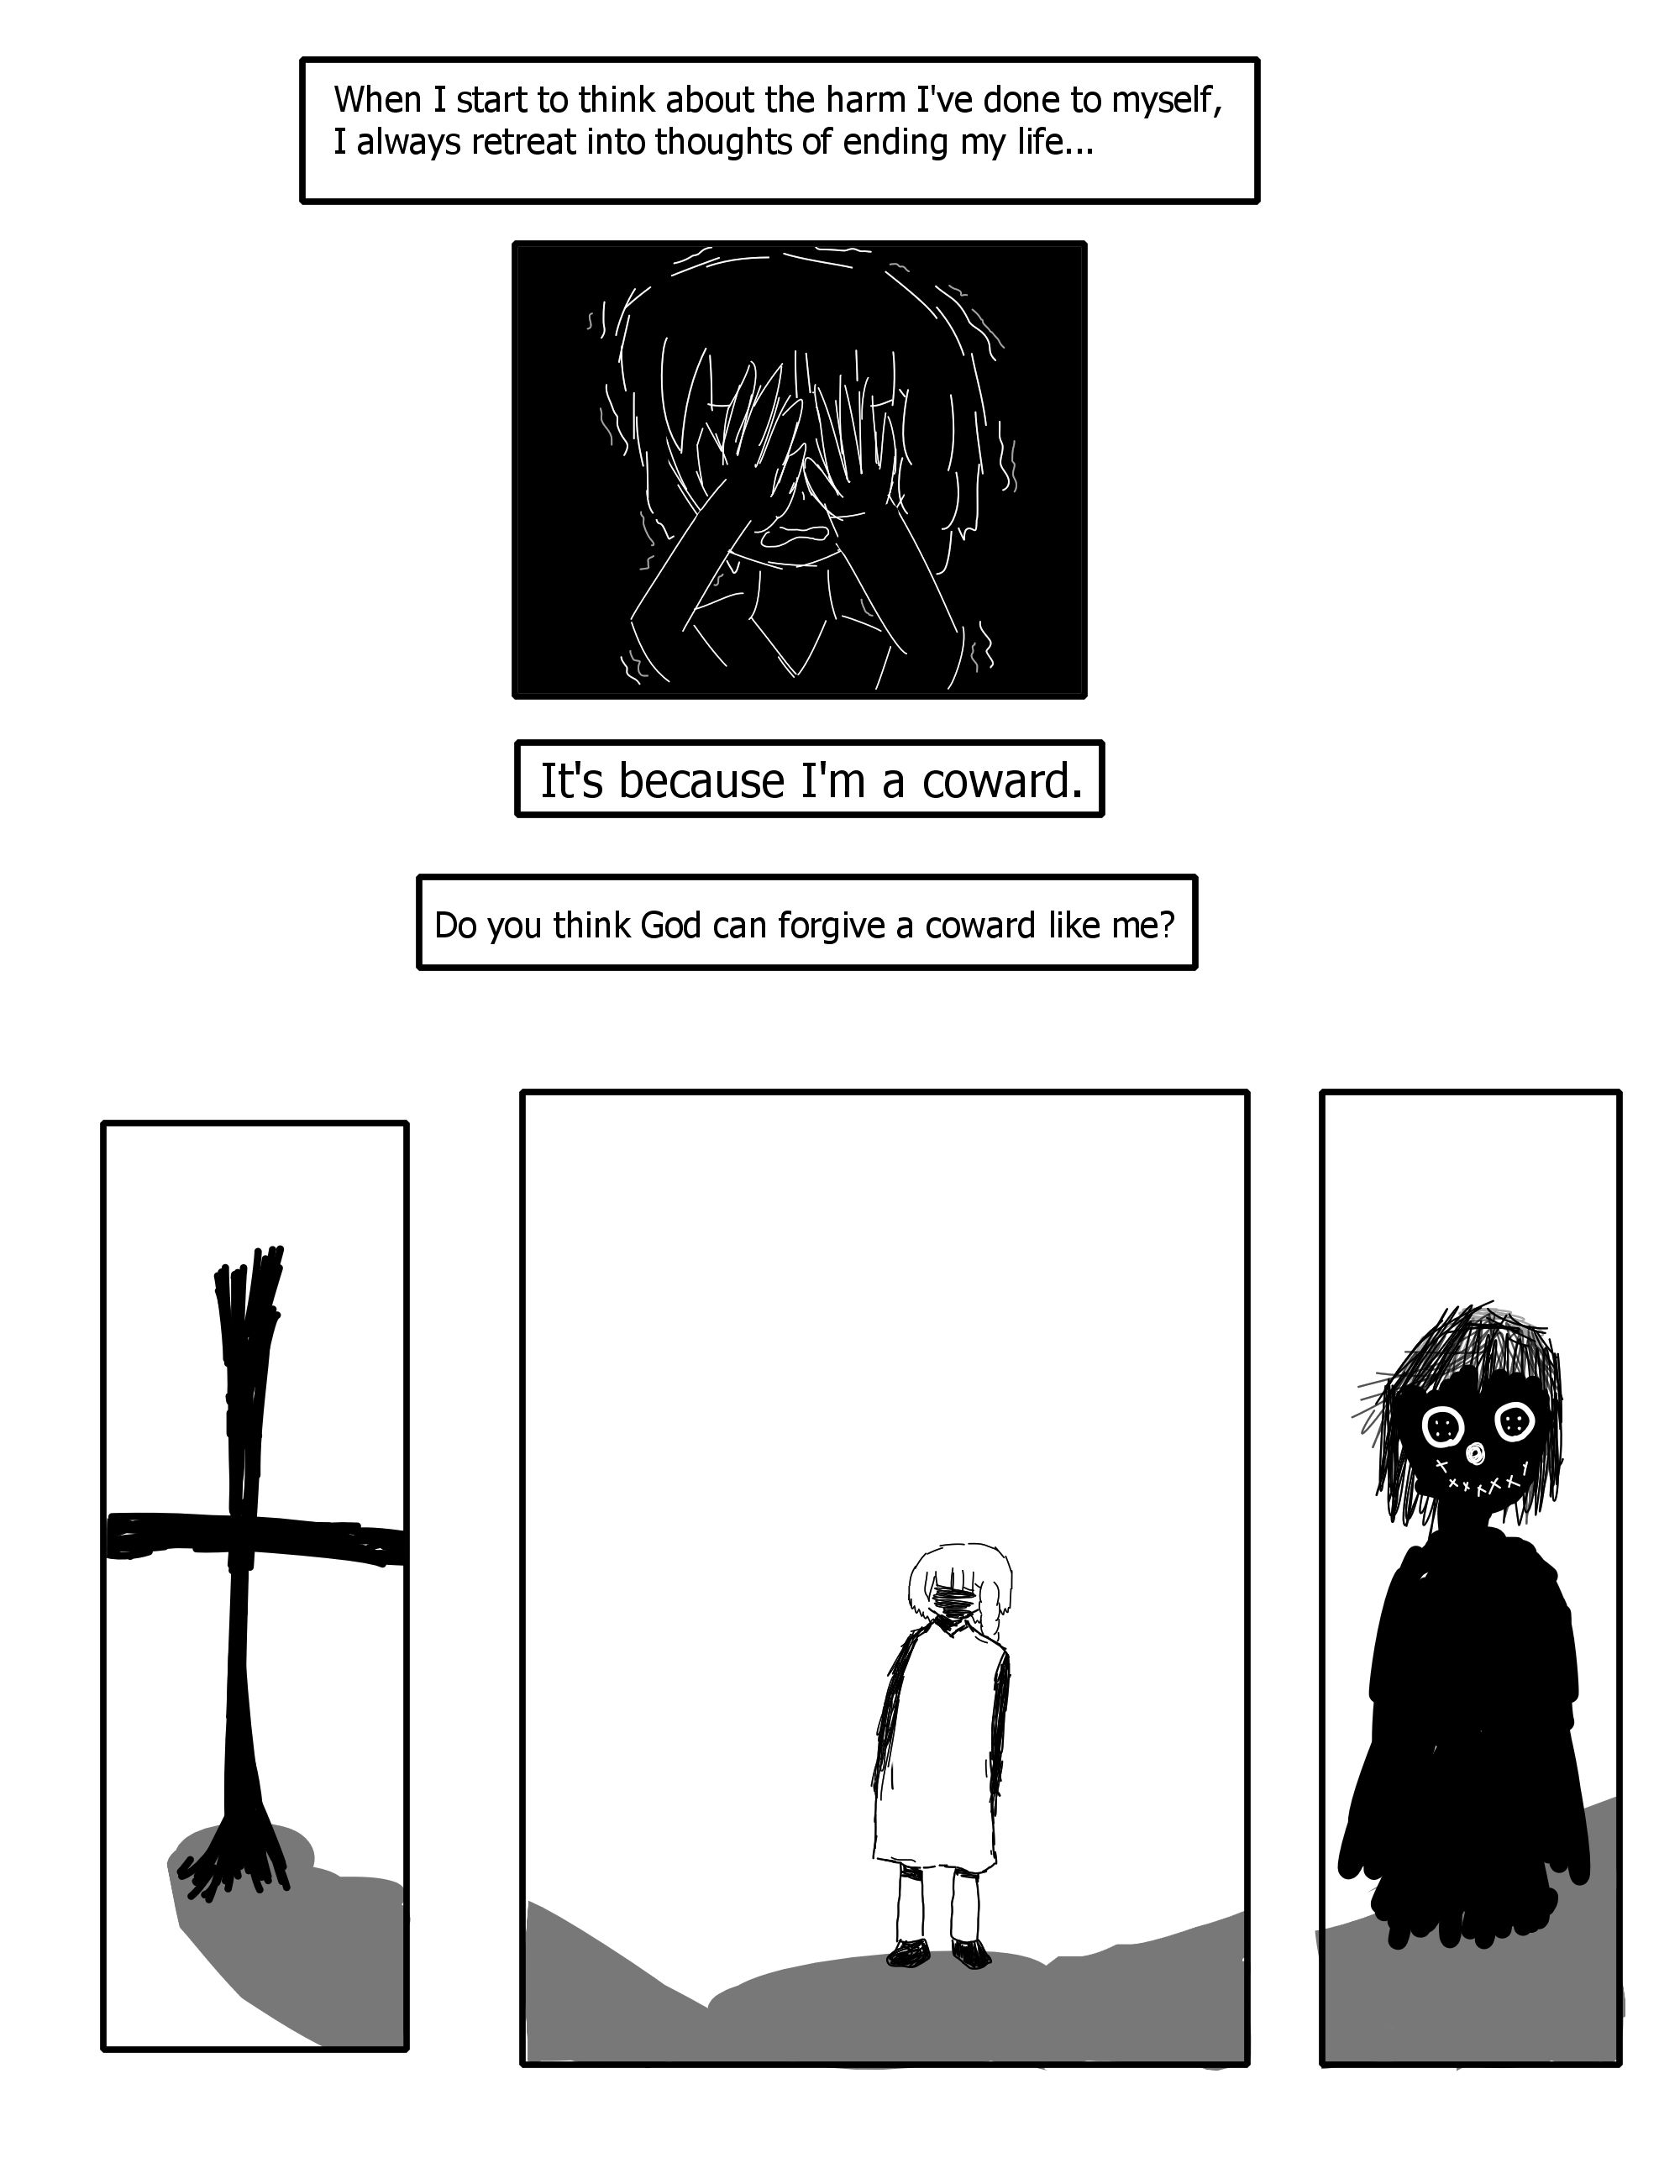 When I start to think about the harm I've done to myself,
I always retreat into thoughts of ending my life...
It's because I'm a coward.
Do you think God can forgive a coward like me?